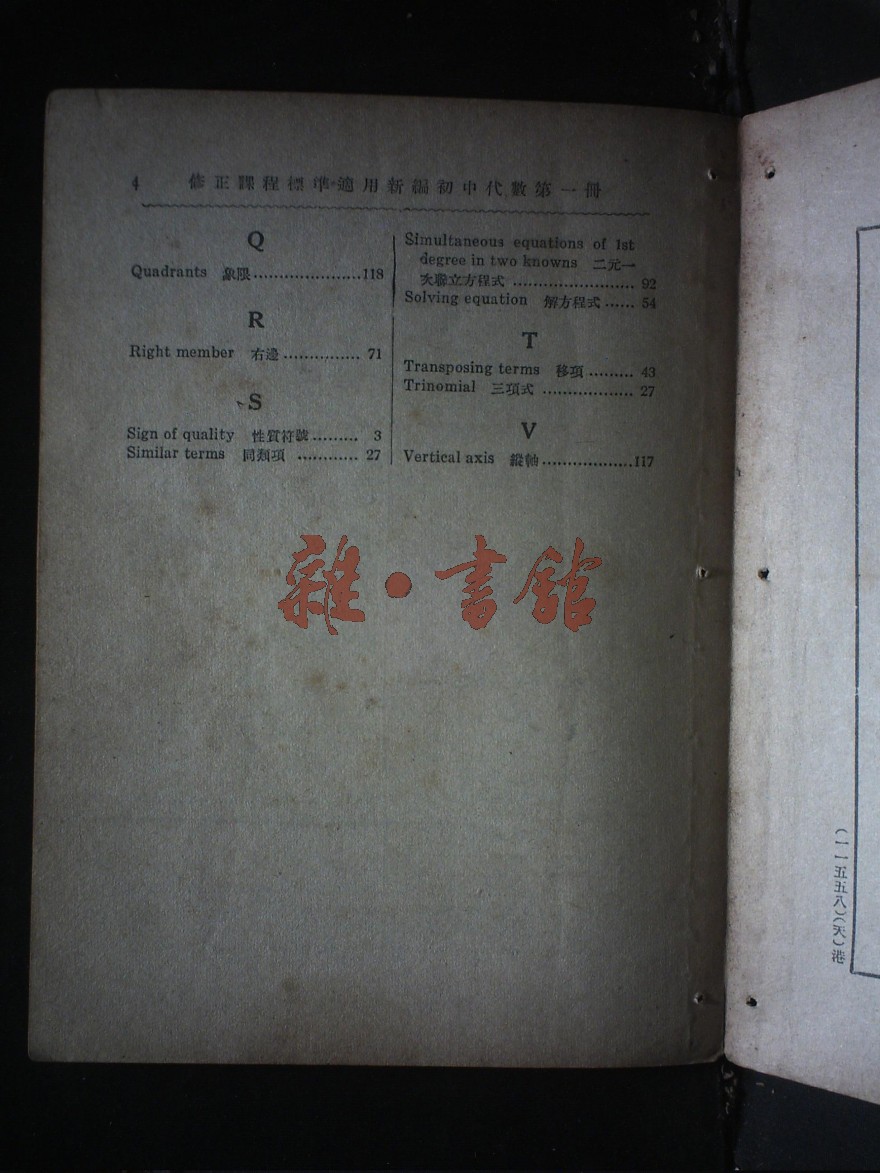 4 修正課程標準適用新編初中代數第一冊
Q
Quadrants 象限.....................118
R
Right member 右邊............... 71
S
Sign of quality 性質符號......... 3
Similar terms 同類項 ............ 27
Simultaneous equations of 1st
degree in two knowns 二元一
次聯立方程式 ........................ 92
Solving equation 解方程式...... 54
T
Transposing terms 移項......... 43
Trinomial 三項式 .................. 27
V
Vertical axis 縱軸..................117
雜·書館
(一一五五八)(天)港